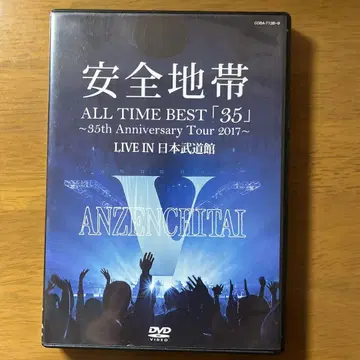 安全地帯
ALL TIME BEST「35」
~35th Anniversary Tour 2017~
LIVE IN 日本武道館
V
ANZENCHITAI
DVD
VIDEO